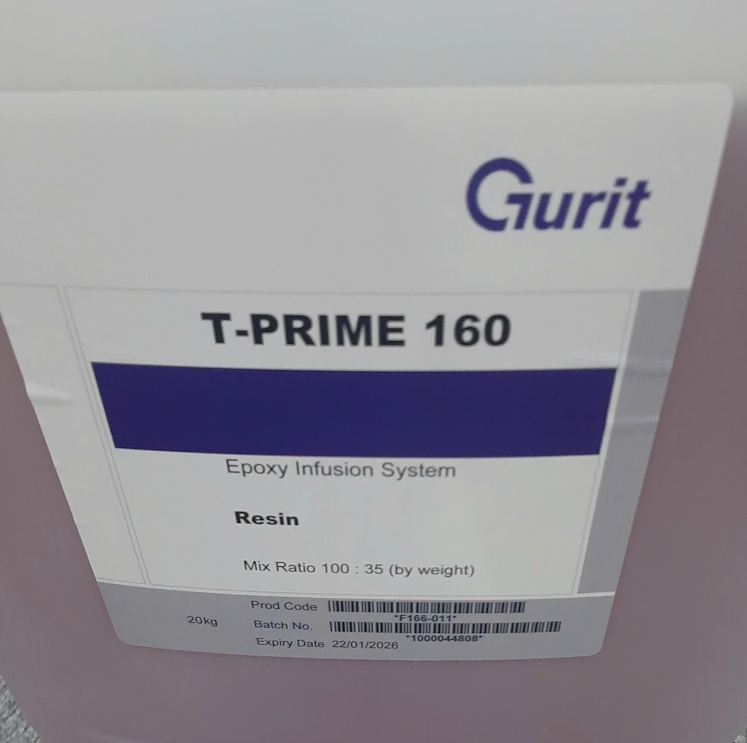 Gurit
T-PRIME 160
Epoxy Infusion System
Resin
Mix Ratio 100 : 35 (by weight)
20kg
Prod Code
*F166-011*
Batch No.
*1000044808*
Expiry Date 22/01/2026